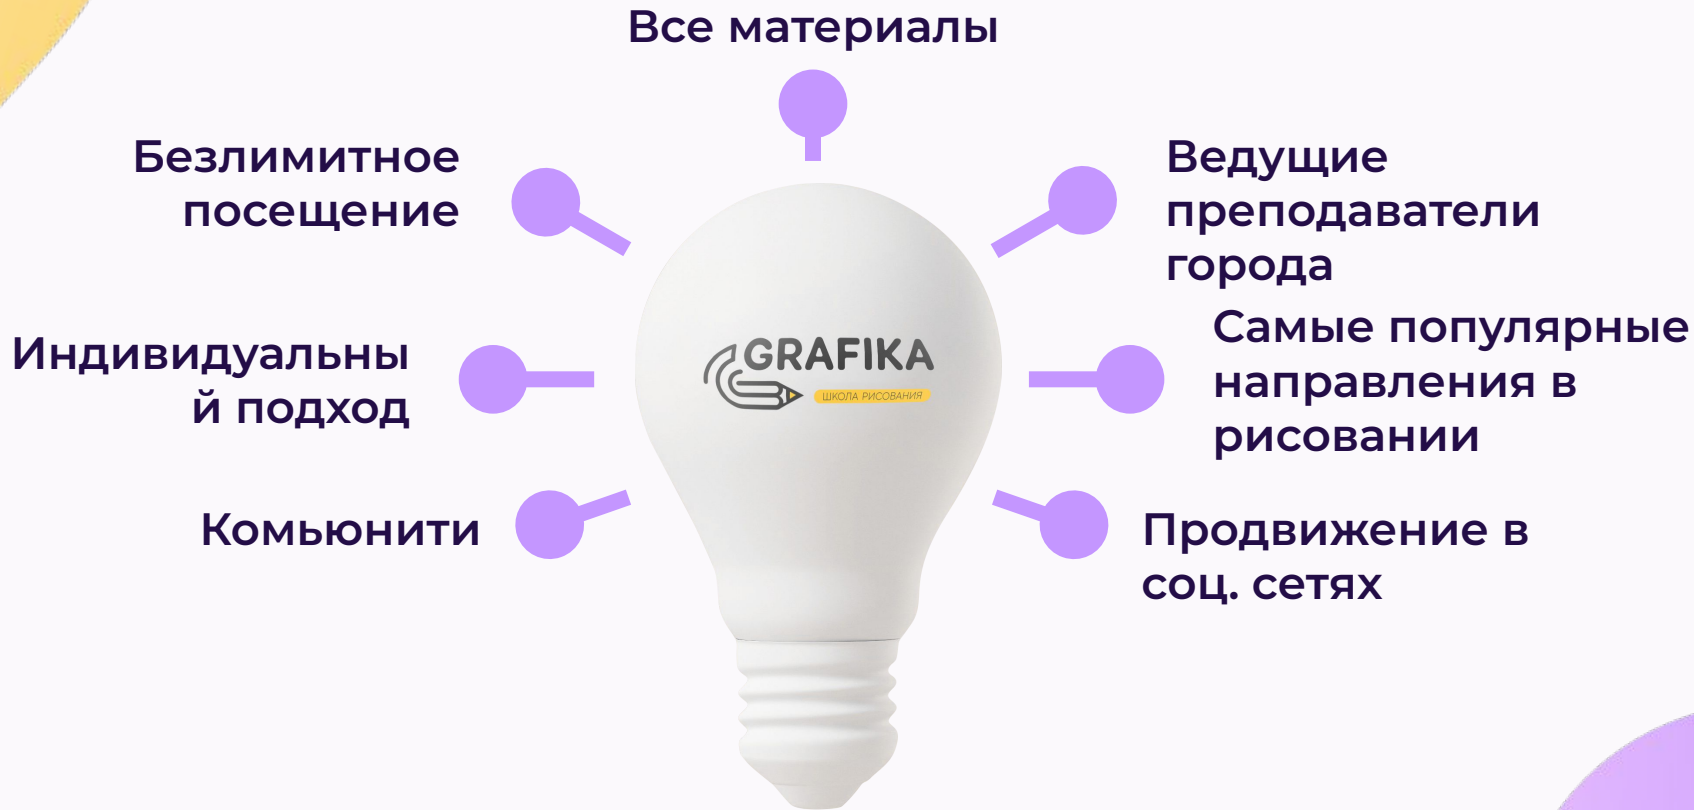 Все материалы
Безлимитное
посещение
Ведущие
преподаватели
города
Индивидуальны
й подход
GRAFIKA
ШКОЛА РИСОВАНИЯ
Самые популярные
направления в
рисовании
Комьюнити
Продвижение в
соц. сетях